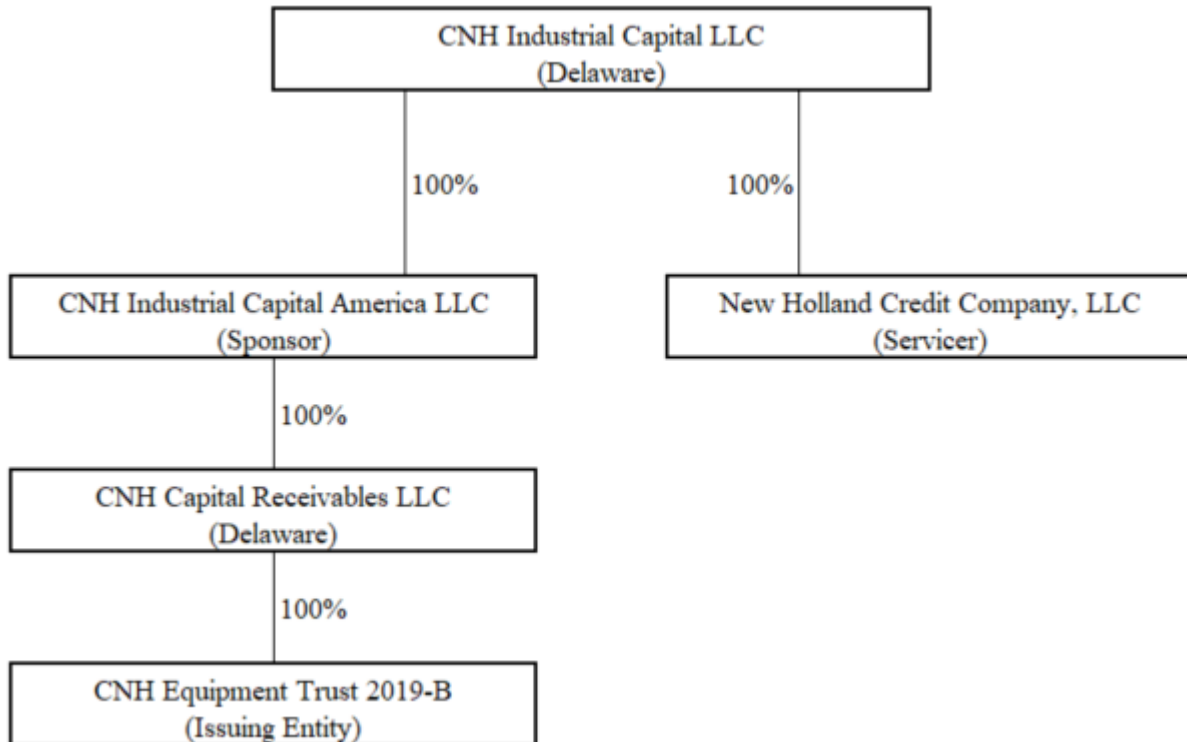 CNH Industrial Capital LLC
(Delaware)
100%
100%
CNH Industrial Capital America LLC
(Sponsor)
New Holland Credit Company, LLC
(Servicer)
100%
CNH Capital Receivables LLC
(Delaware)
100%
CNH Equipment Trust 2019-B
(Issuing Entity)